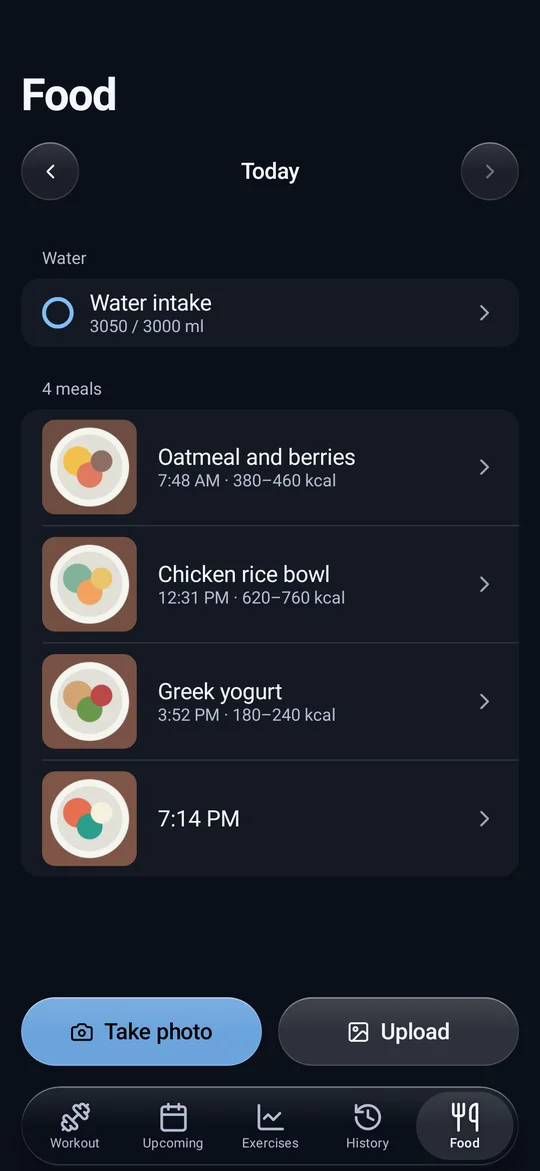 Food
Today
Water
Water intake
3050 / 3000 ml
4 meals
Oatmeal and berries
7:48 AM · 380–460 kcal
Chicken rice bowl
12:31 PM · 620–760 kcal
Greek yogurt
3:52 PM · 180–240 kcal
7:14 PM
Take photo
Upload
Workout
Upcoming
Exercises
History
Food